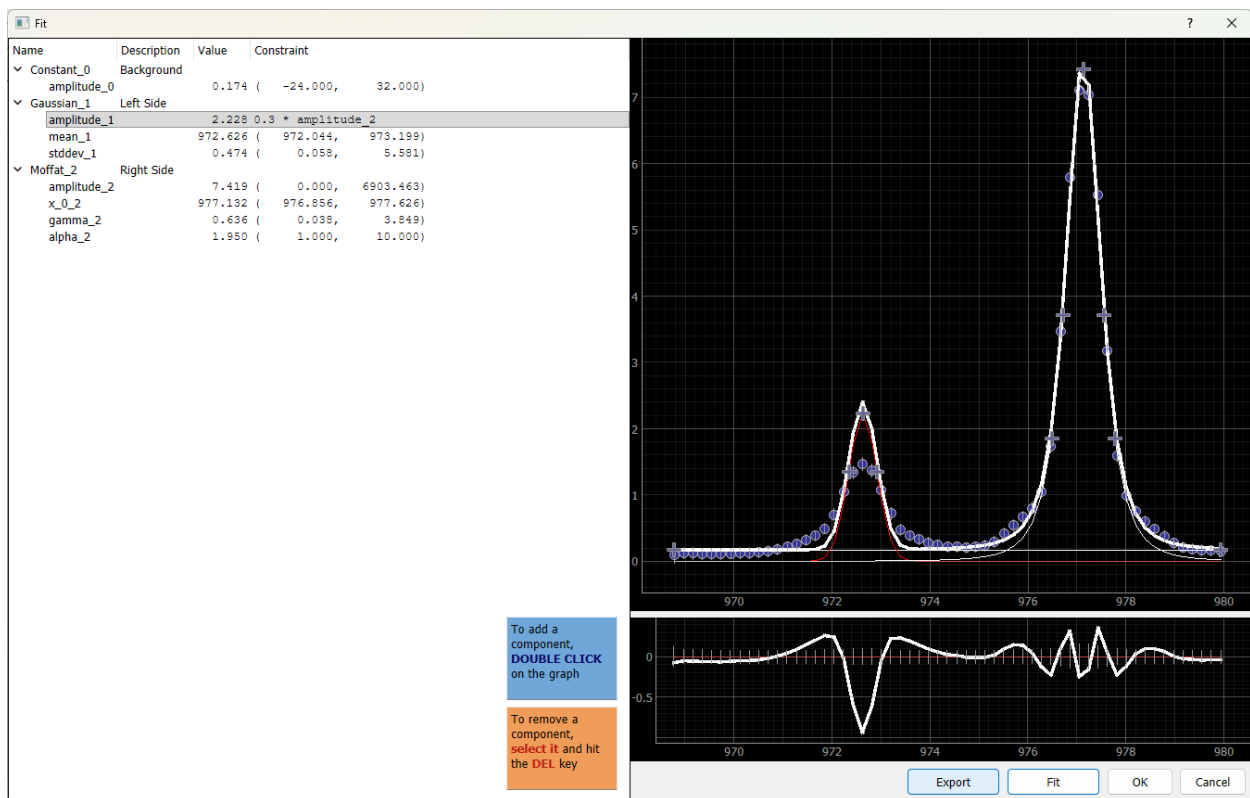 Fit ? ×
Name Description Value Constraint
Constant_0 Background
amplitude_0 0.174 ( -24.000, 32.000)
Gaussian_1 Left Side
amplitude_1 2.228 0.3 * amplitude_2
mean_1 972.626 ( 972.044, 973.199)
stddev_1 0.474 ( 0.058, 5.581)
Moffat_2 Right Side
amplitude_2 7.419 ( 0.000, 6903.463)
x_0_2 977.132 ( 976.856, 977.626)
gamma_2 0.636 ( 0.038, 3.849)
alpha_2 1.950 ( 1.000, 10.000)
7
6
5
4
3
2
1
0
970 972 974 976 978 980
To add a
component,
DOUBLE CLICK
on the graph
To remove a
component,
select it and hit
the DEL key
0
-0.5
970 972 974 976 978 980
Export Fit OK Cancel